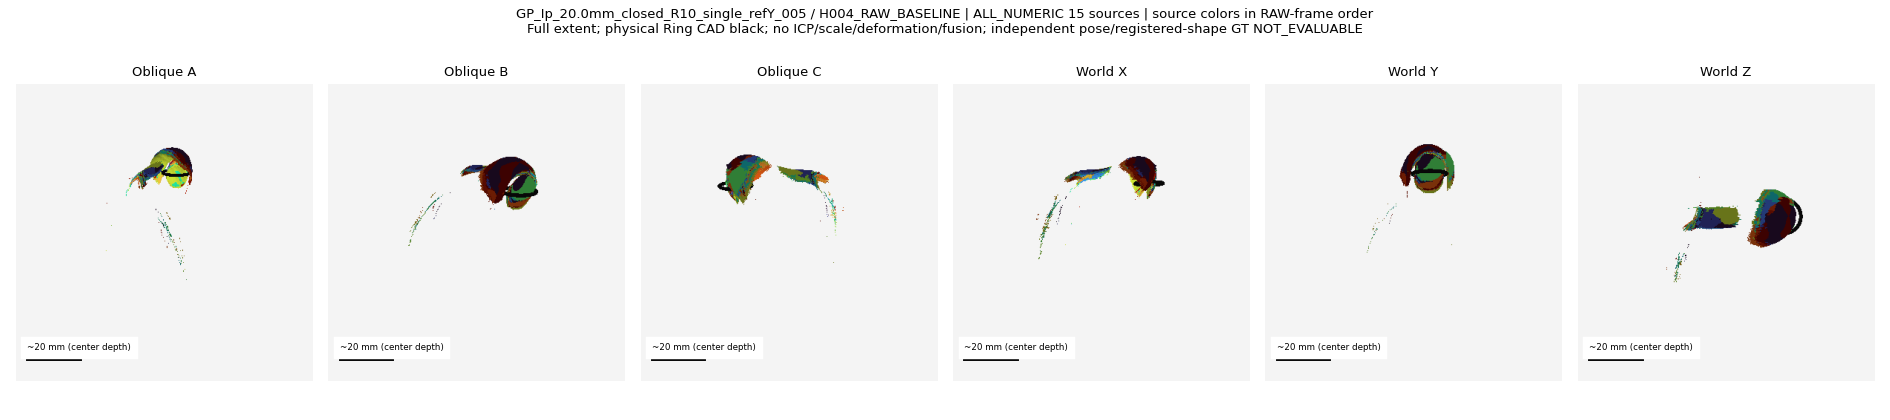 GP_Ip_20.0mm_closed_R10_single_refY_005 / H004_RAW_BASELINE | ALL_NUMERIC 15 sources | source colors in RAW-frame order
Full extent; physical Ring CAD black; no ICP/scale/deformation/fusion; independent pose/registered-shape GT NOT_EVALUABLE
Oblique A
Oblique B
Oblique C
World X
World Y
World Z
~20 mm (center depth)
~20 mm (center depth)
~20 mm (center depth)
~20 mm (center depth)
~20 mm (center depth)
~20 mm (center depth)